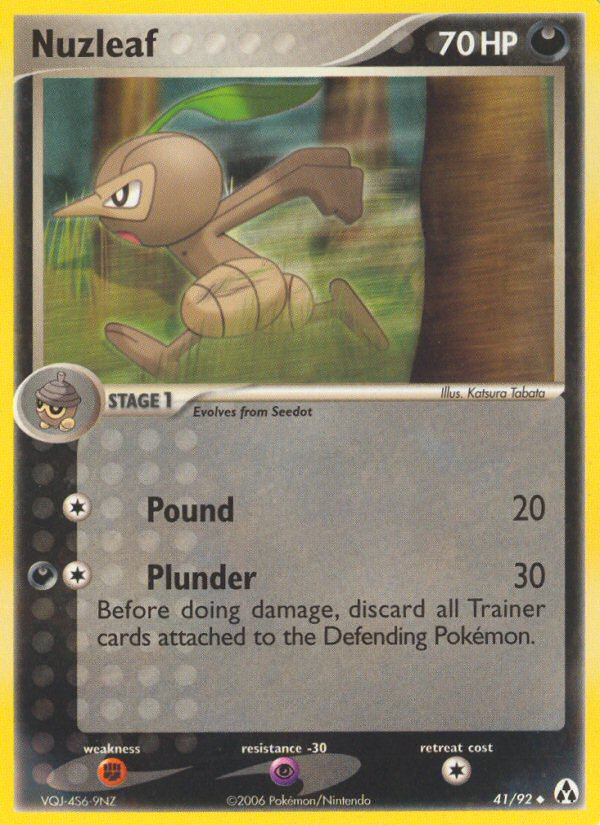 Nuzleaf 70 HP
Illus. Katsura Tabata
STAGE 1
Evolves from Seedot
Pound 20
Plunder 30
Before doing damage, discard all Trainer
cards attached to the Defending Pokémon.
weakness resistance -30 retreat cost
VQJ-4S6-9NZ ©2006 Pokémon/Nintendo 41/92